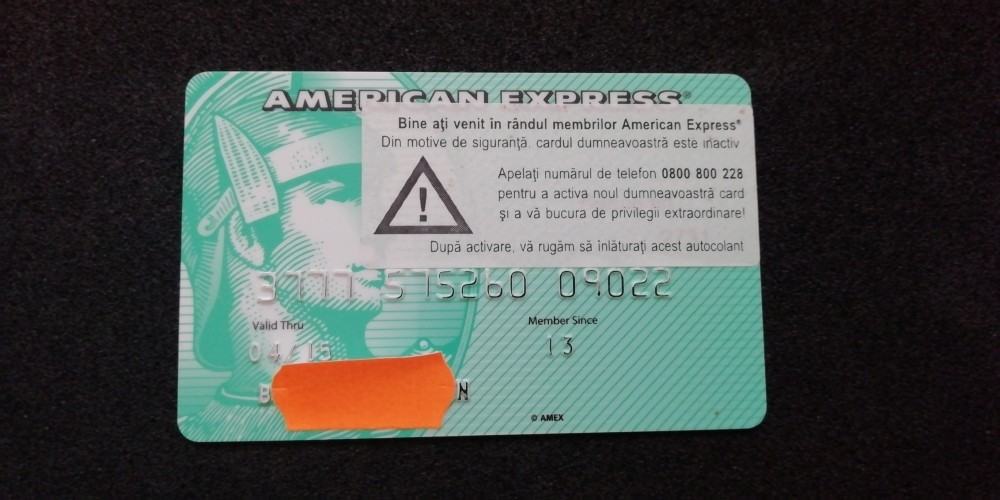 AMERICAN EXPRESS®
Bine aţi venit în rândul membrilor American Express®
Din motive de siguranţă, cardul dumneavoastră este inactiv
Apelaţi numărul de telefon 0800 800 228
pentru a activa noul dumneavoastră card
şi a vă bucura de privilegii extraordinare!
După activare, vă rugăm să înlăturaţi acest autocolant
3777 575260 09022
Valid Thru
Member Since
04/15
13
B N
© AMEX